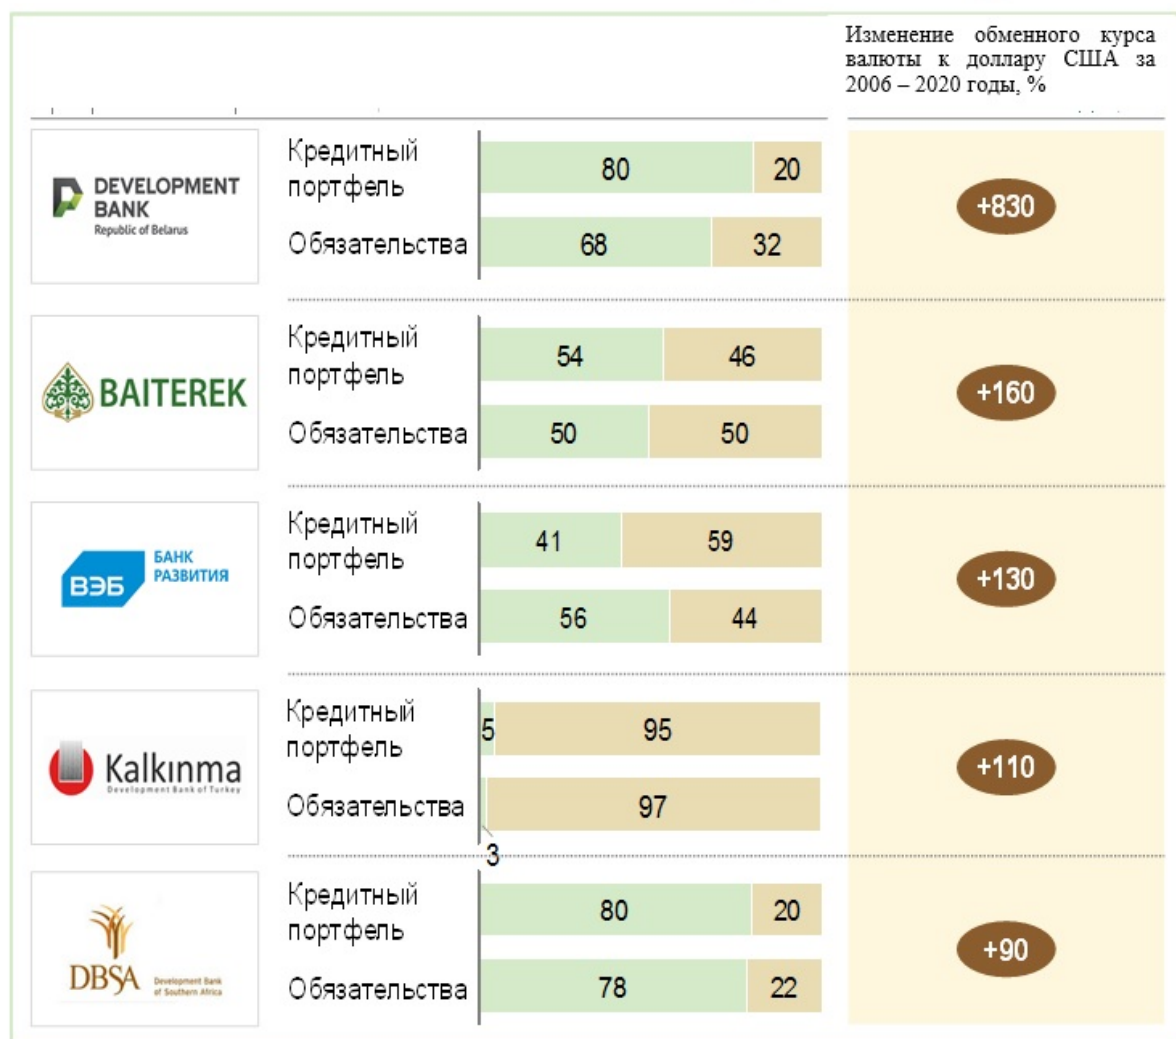 Изменение обменного курса
валюты к доллару США за
2006 – 2020 годы, %
DEVELOPMENT
BANK
Republic of Belarus
Кредитный
портфель
80 20
Обязательства
68 32
+830
BAITEREK
Кредитный
портфель
54 46
Обязательства
50 50
+160
ВЭБ
БАНК
РАЗВИТИЯ
Кредитный
портфель
41 59
Обязательства
56 44
+130
Kalkınma
Development Bank of Turkey
Кредитный
портфель
5 95
Обязательства
97
3
+110
DBSA
Development Bank
of Southern Africa
Кредитный
портфель
80 20
Обязательства
78 22
+90